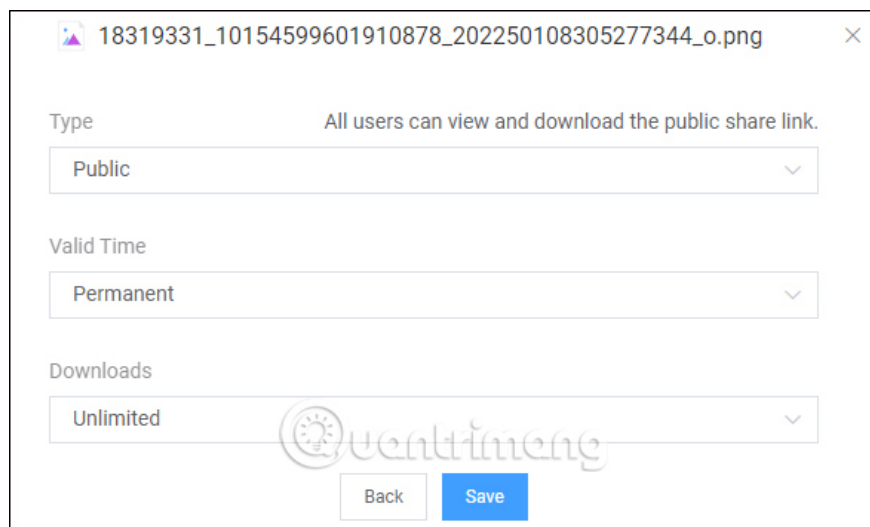 18319331_10154599601910878_202250108305277344_o.png
Type All users can view and download the public share link.
Public
Valid Time
Permanent
Downloads
Unlimited
Quantrimang
Back Save